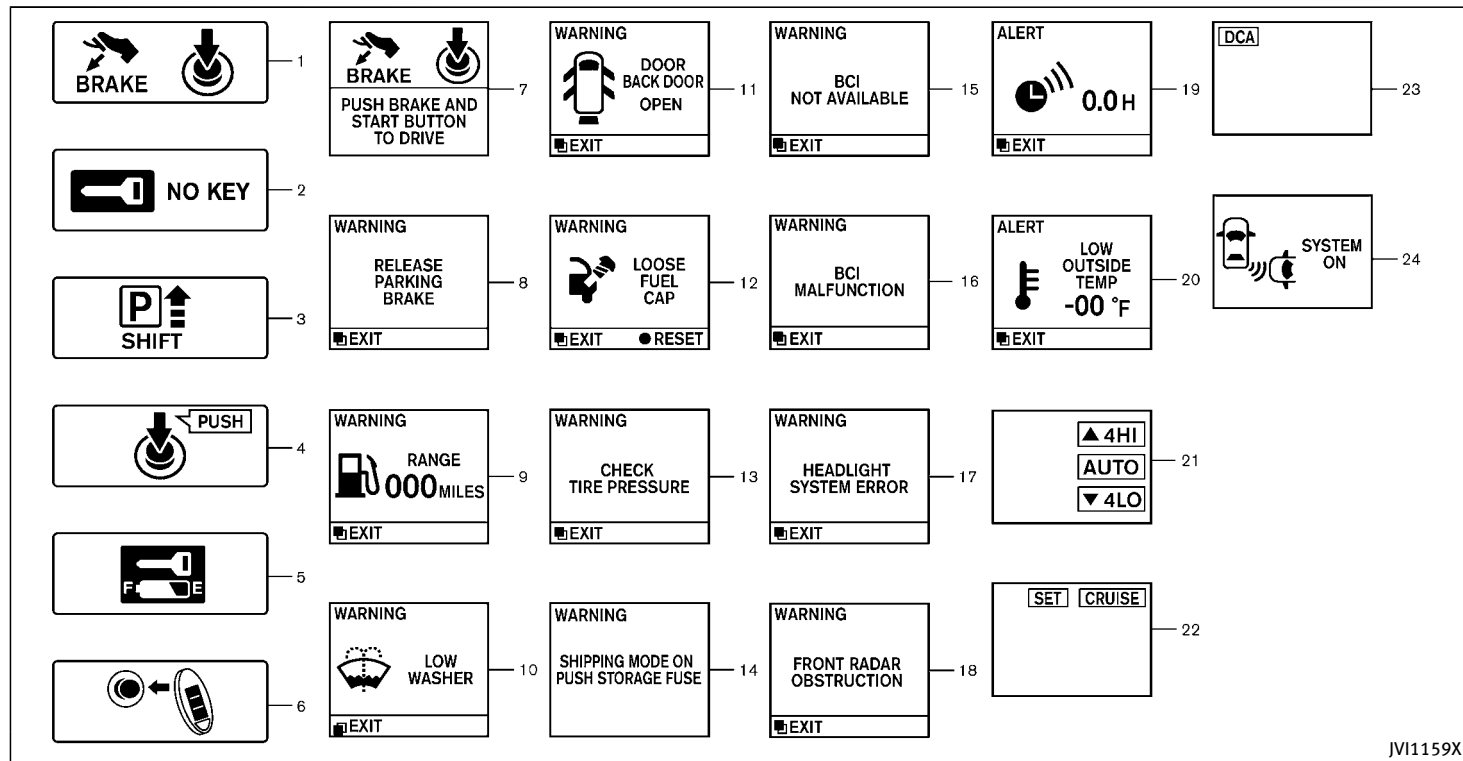 BRAKE
1
NO KEY
2
P
SHIFT
3
PUSH
4
F E
5
6
BRAKE
PUSH BRAKE AND
START BUTTON
TO DRIVE
7
WARNING
RELEASE
PARKING
BRAKE
EXIT
8
WARNING
RANGE
000 MILES
EXIT
9
WARNING
LOW
WASHER
EXIT
10
WARNING
DOOR
BACK DOOR
OPEN
EXIT
11
WARNING
LOOSE
FUEL
CAP
EXIT ●RESET
12
WARNING
CHECK
TIRE PRESSURE
EXIT
13
WARNING
SHIPPING MODE ON
PUSH STORAGE FUSE
14
WARNING
BCI
NOT AVAILABLE
EXIT
15
WARNING
BCI
MALFUNCTION
EXIT
16
WARNING
HEADLIGHT
SYSTEM ERROR
EXIT
17
WARNING
FRONT RADAR
OBSTRUCTION
EXIT
18
ALERT
0.0 H
EXIT
19
ALERT
LOW
OUTSIDE
TEMP
-00 °F
EXIT
20
▲ 4HI
AUTO
▼ 4LO
21
SET CRUISE
22
DCA
23
SYSTEM
ON
24
JVI1159X